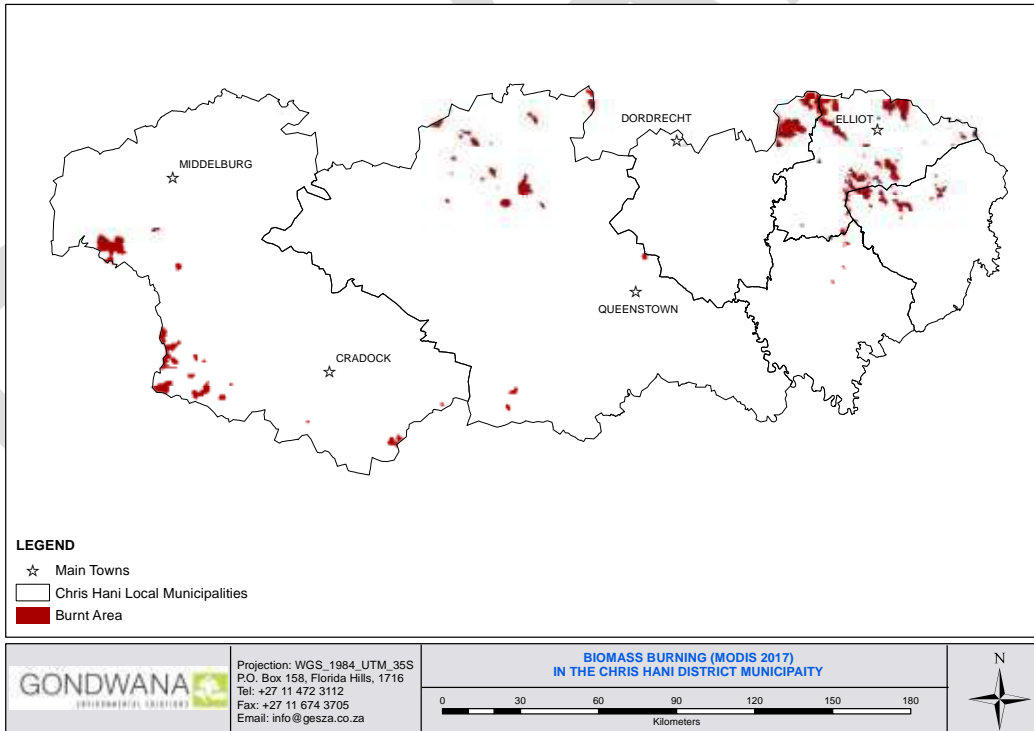 DORDRECHT
ELLIOT
MIDDELBURG
QUEENSTOWN
CRADOCK
LEGEND
Main Towns
Chris Hani Local Municipalities
Burnt Area
GONDWANA
ENVIRONMENTAL SOLUTIONS
Projection: WGS_1984_UTM_35S
P.O. Box 158, Florida Hills, 1716
Tel: +27 11 472 3112
Fax: +27 11 674 3705
Email: info@gesza.co.za
BIOMASS BURNING (MODIS 2017)
IN THE CHRIS HANI DISTRICT MUNICIPAITY
0 30 60 90 120 150 180
Kilometers
N